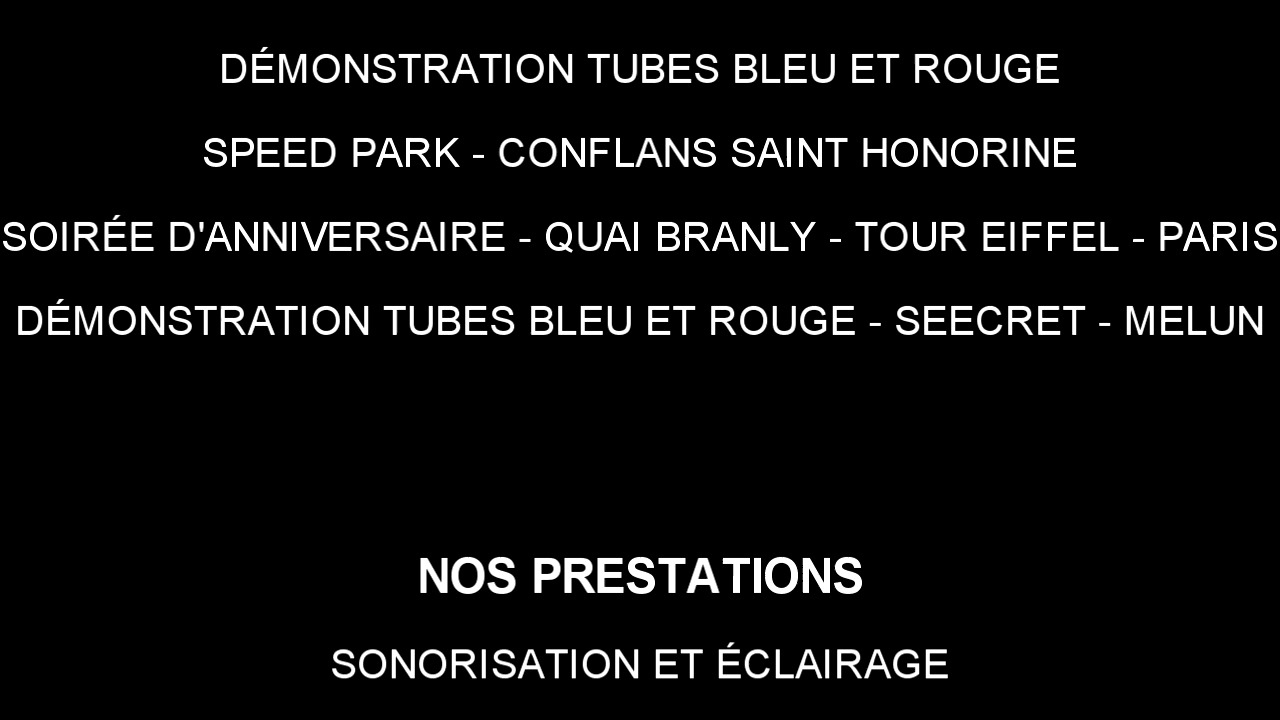 DÉMONSTRATION TUBES BLEU ET ROUGE
SPEED PARK - CONFLANS SAINT HONORINE
SOIRÉE D'ANNIVERSAIRE - QUAI BRANLY - TOUR EIFFEL - PARIS
DÉMONSTRATION TUBES BLEU ET ROUGE - SEECRET - MELUN
NOS PRESTATIONS
SONORISATION ET ÉCLAIRAGE